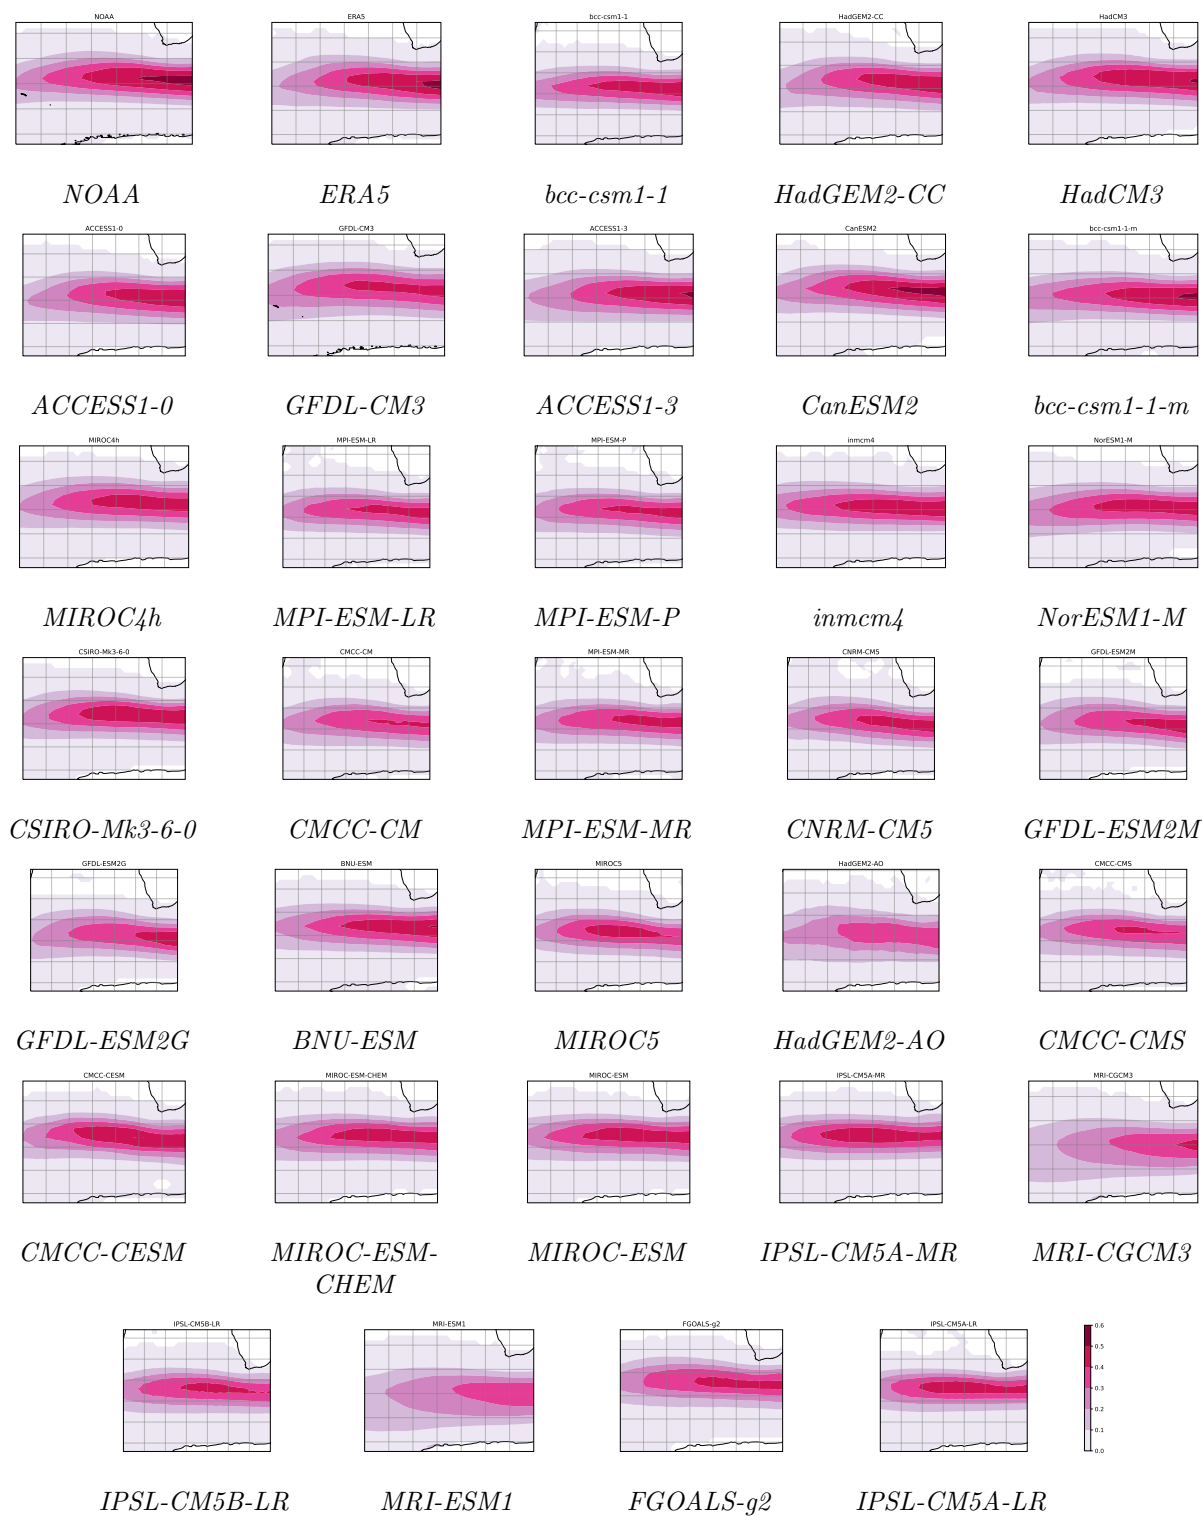 NOAA
ERA5
bcc-csm1-1
HadGEM2-CC
HadCM3
NOAA
ERA5
bcc-csm1-1
HadGEM2-CC
HadCM3
ACCESS1-0
GFDL-CM3
ACCESS1-3
CanESM2
bcc-csm1-1-m
ACCESS1-0
GFDL-CM3
ACCESS1-3
CanESM2
bcc-csm1-1-m
MIROC4h
MPI-ESM-LR
MPI-ESM-P
inmcm4
NorESM1-M
MIROC4h
MPI-ESM-LR
MPI-ESM-P
inmcm4
NorESM1-M
CSIRO-Mk3-6-0
CMCC-CM
MPI-ESM-MR
CNRM-CM5
GFDL-ESM2M
CSIRO-Mk3-6-0
CMCC-CM
MPI-ESM-MR
CNRM-CM5
GFDL-ESM2M
GFDL-ESM2G
BNU-ESM
MIROC5
HadGEM2-AO
CMCC-CMS
GFDL-ESM2G
BNU-ESM
MIROC5
HadGEM2-AO
CMCC-CMS
CMCC-CESM
MIROC-ESM-CHEM
MIROC-ESM
IPSL-CM5A-MR
MRI-CGCM3
CMCC-CESM
MIROC-ESM-
CHEM
MIROC-ESM
IPSL-CM5A-MR
MRI-CGCM3
IPSL-CM5B-LR
MRI-ESM1
FGOALS-g2
IPSL-CM5A-LR
0.6
0.5
0.4
0.3
0.2
0.1
0.0
IPSL-CM5B-LR
MRI-ESM1
FGOALS-g2
IPSL-CM5A-LR